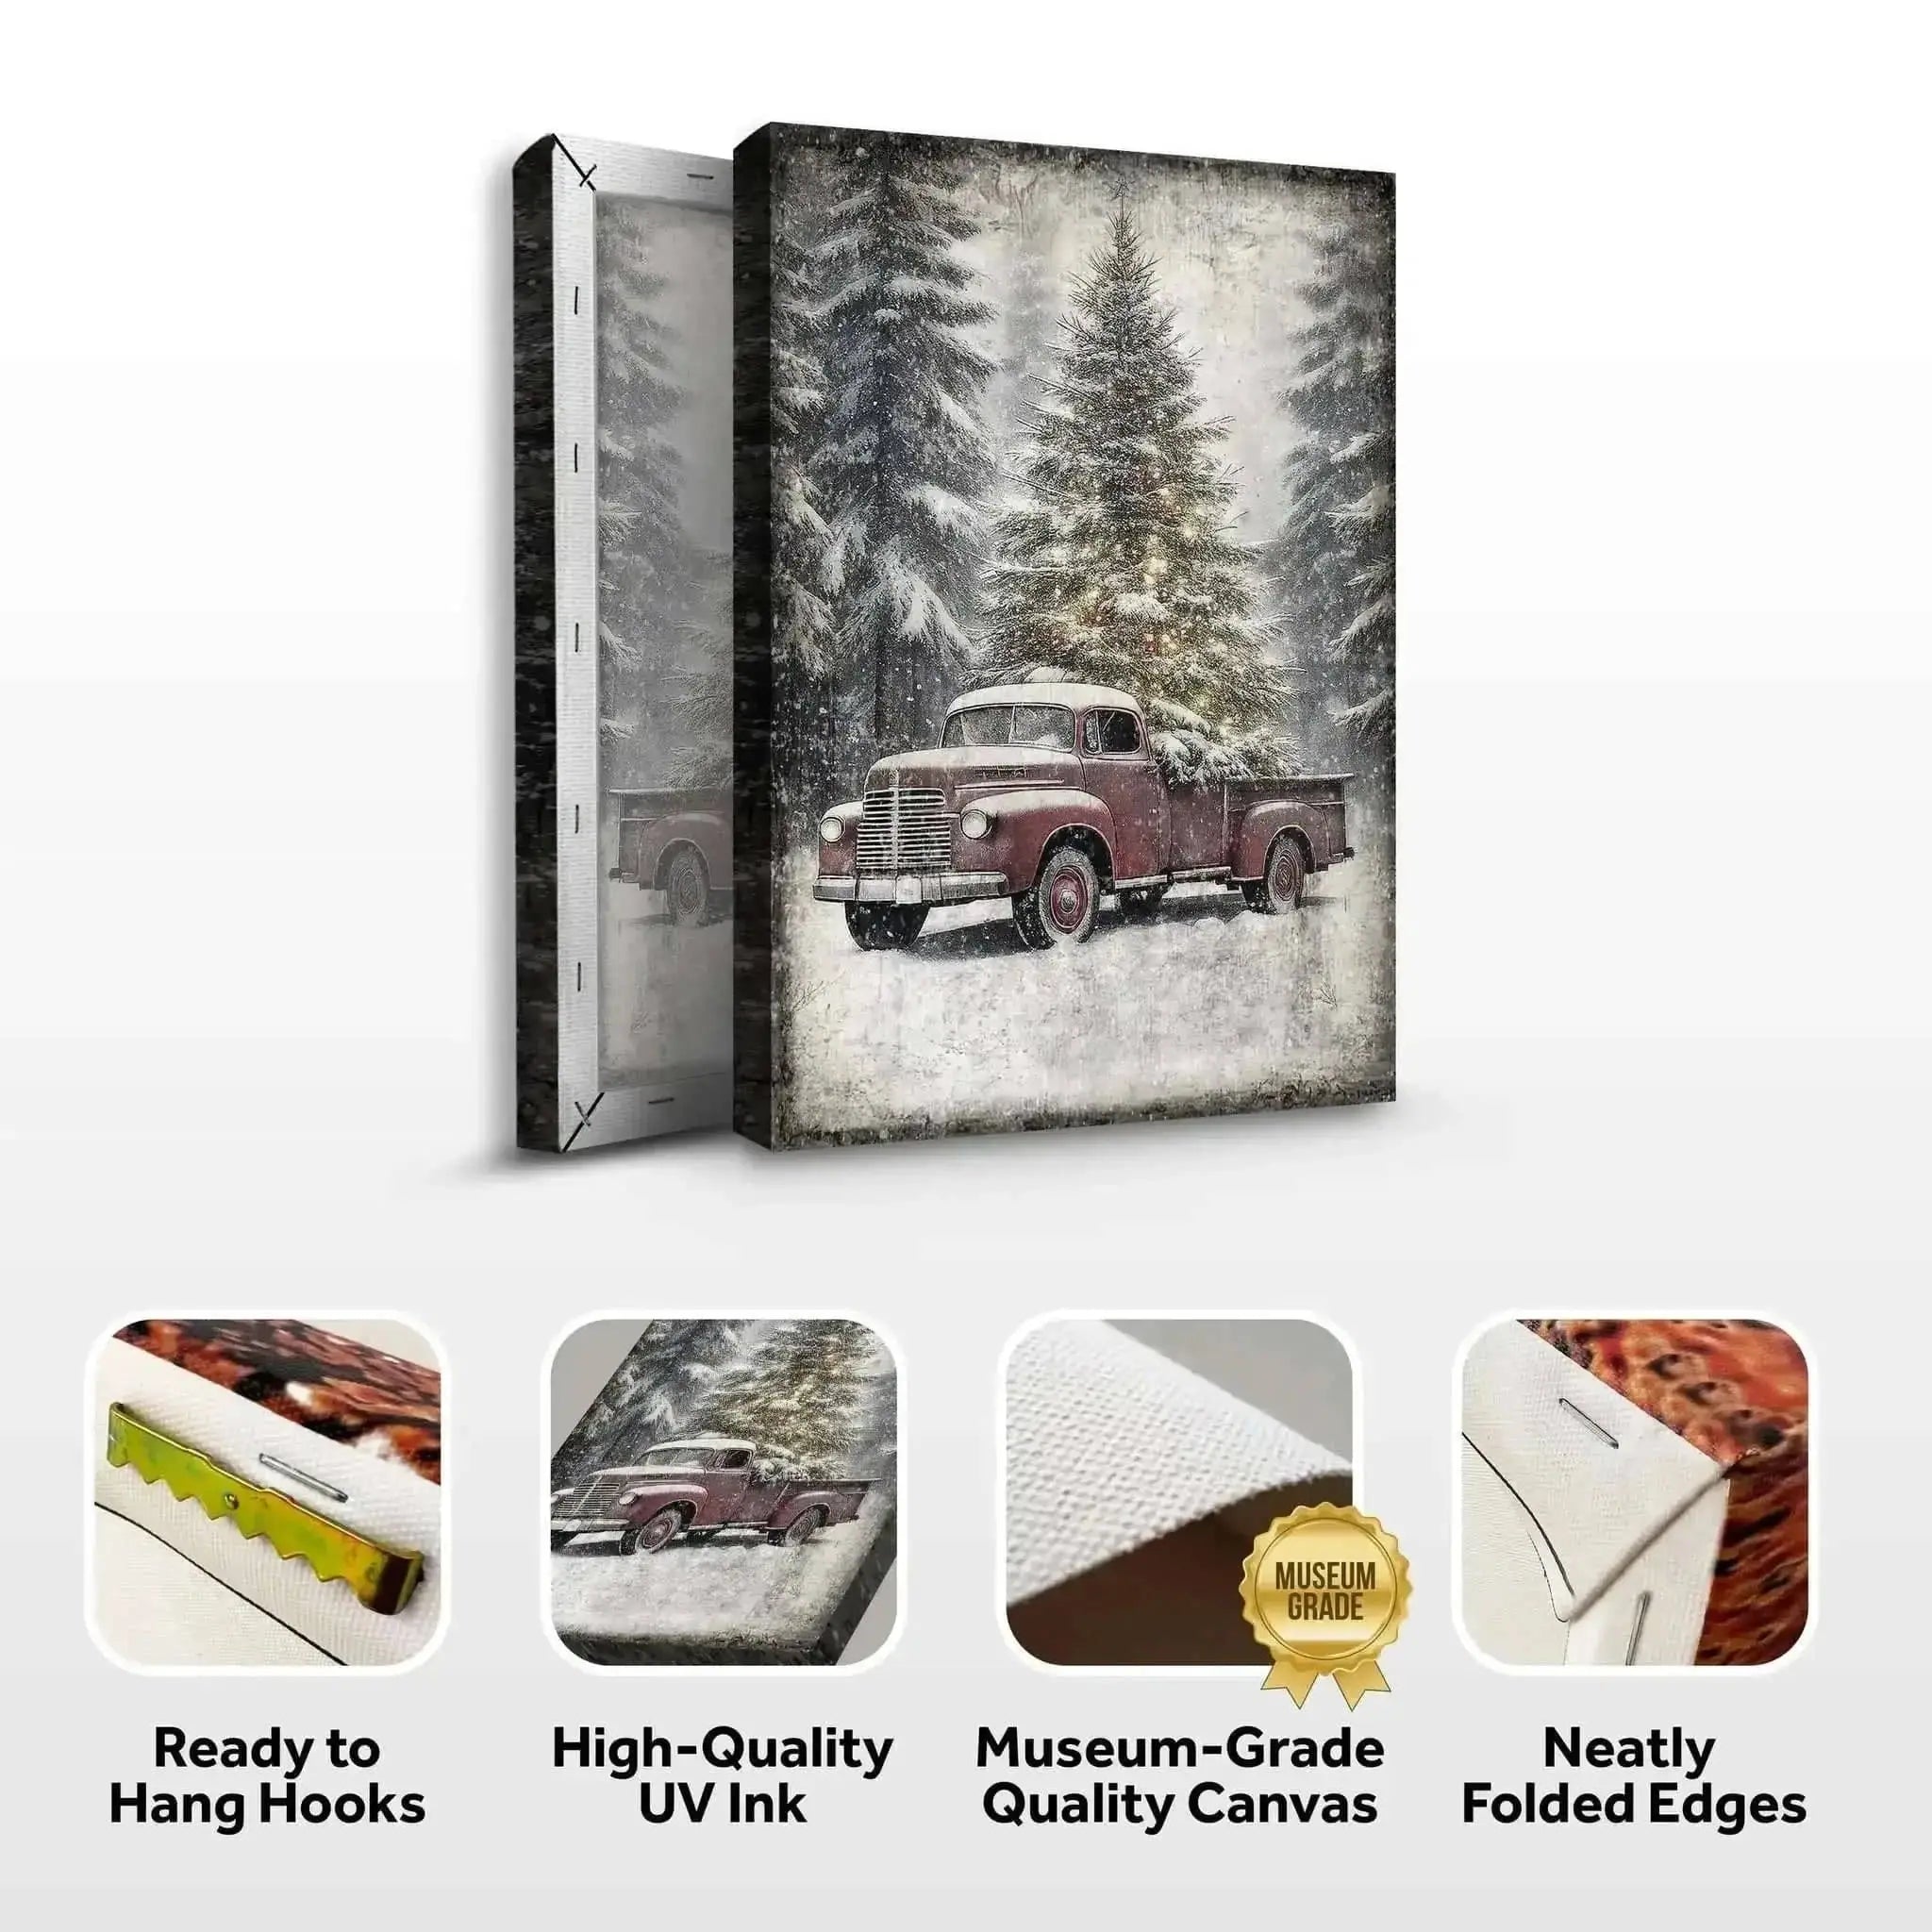 MUSEUM
GRADE
Ready to
Hang Hooks
High-Quality
UV Ink
Museum-Grade
Quality Canvas
Neatly
Folded Edges